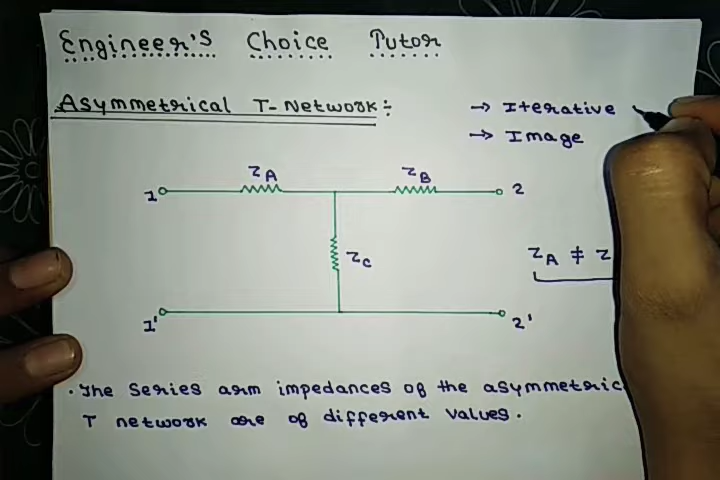 Engineer's Choice Tutor
Asymmetrical T-Network:
→ Iterative
→ Image
ZA
ZB
1
2
ZC
ZA ≠ Z
1'
2'
. The series arm impedances of the asymmetric
T network are of different values.